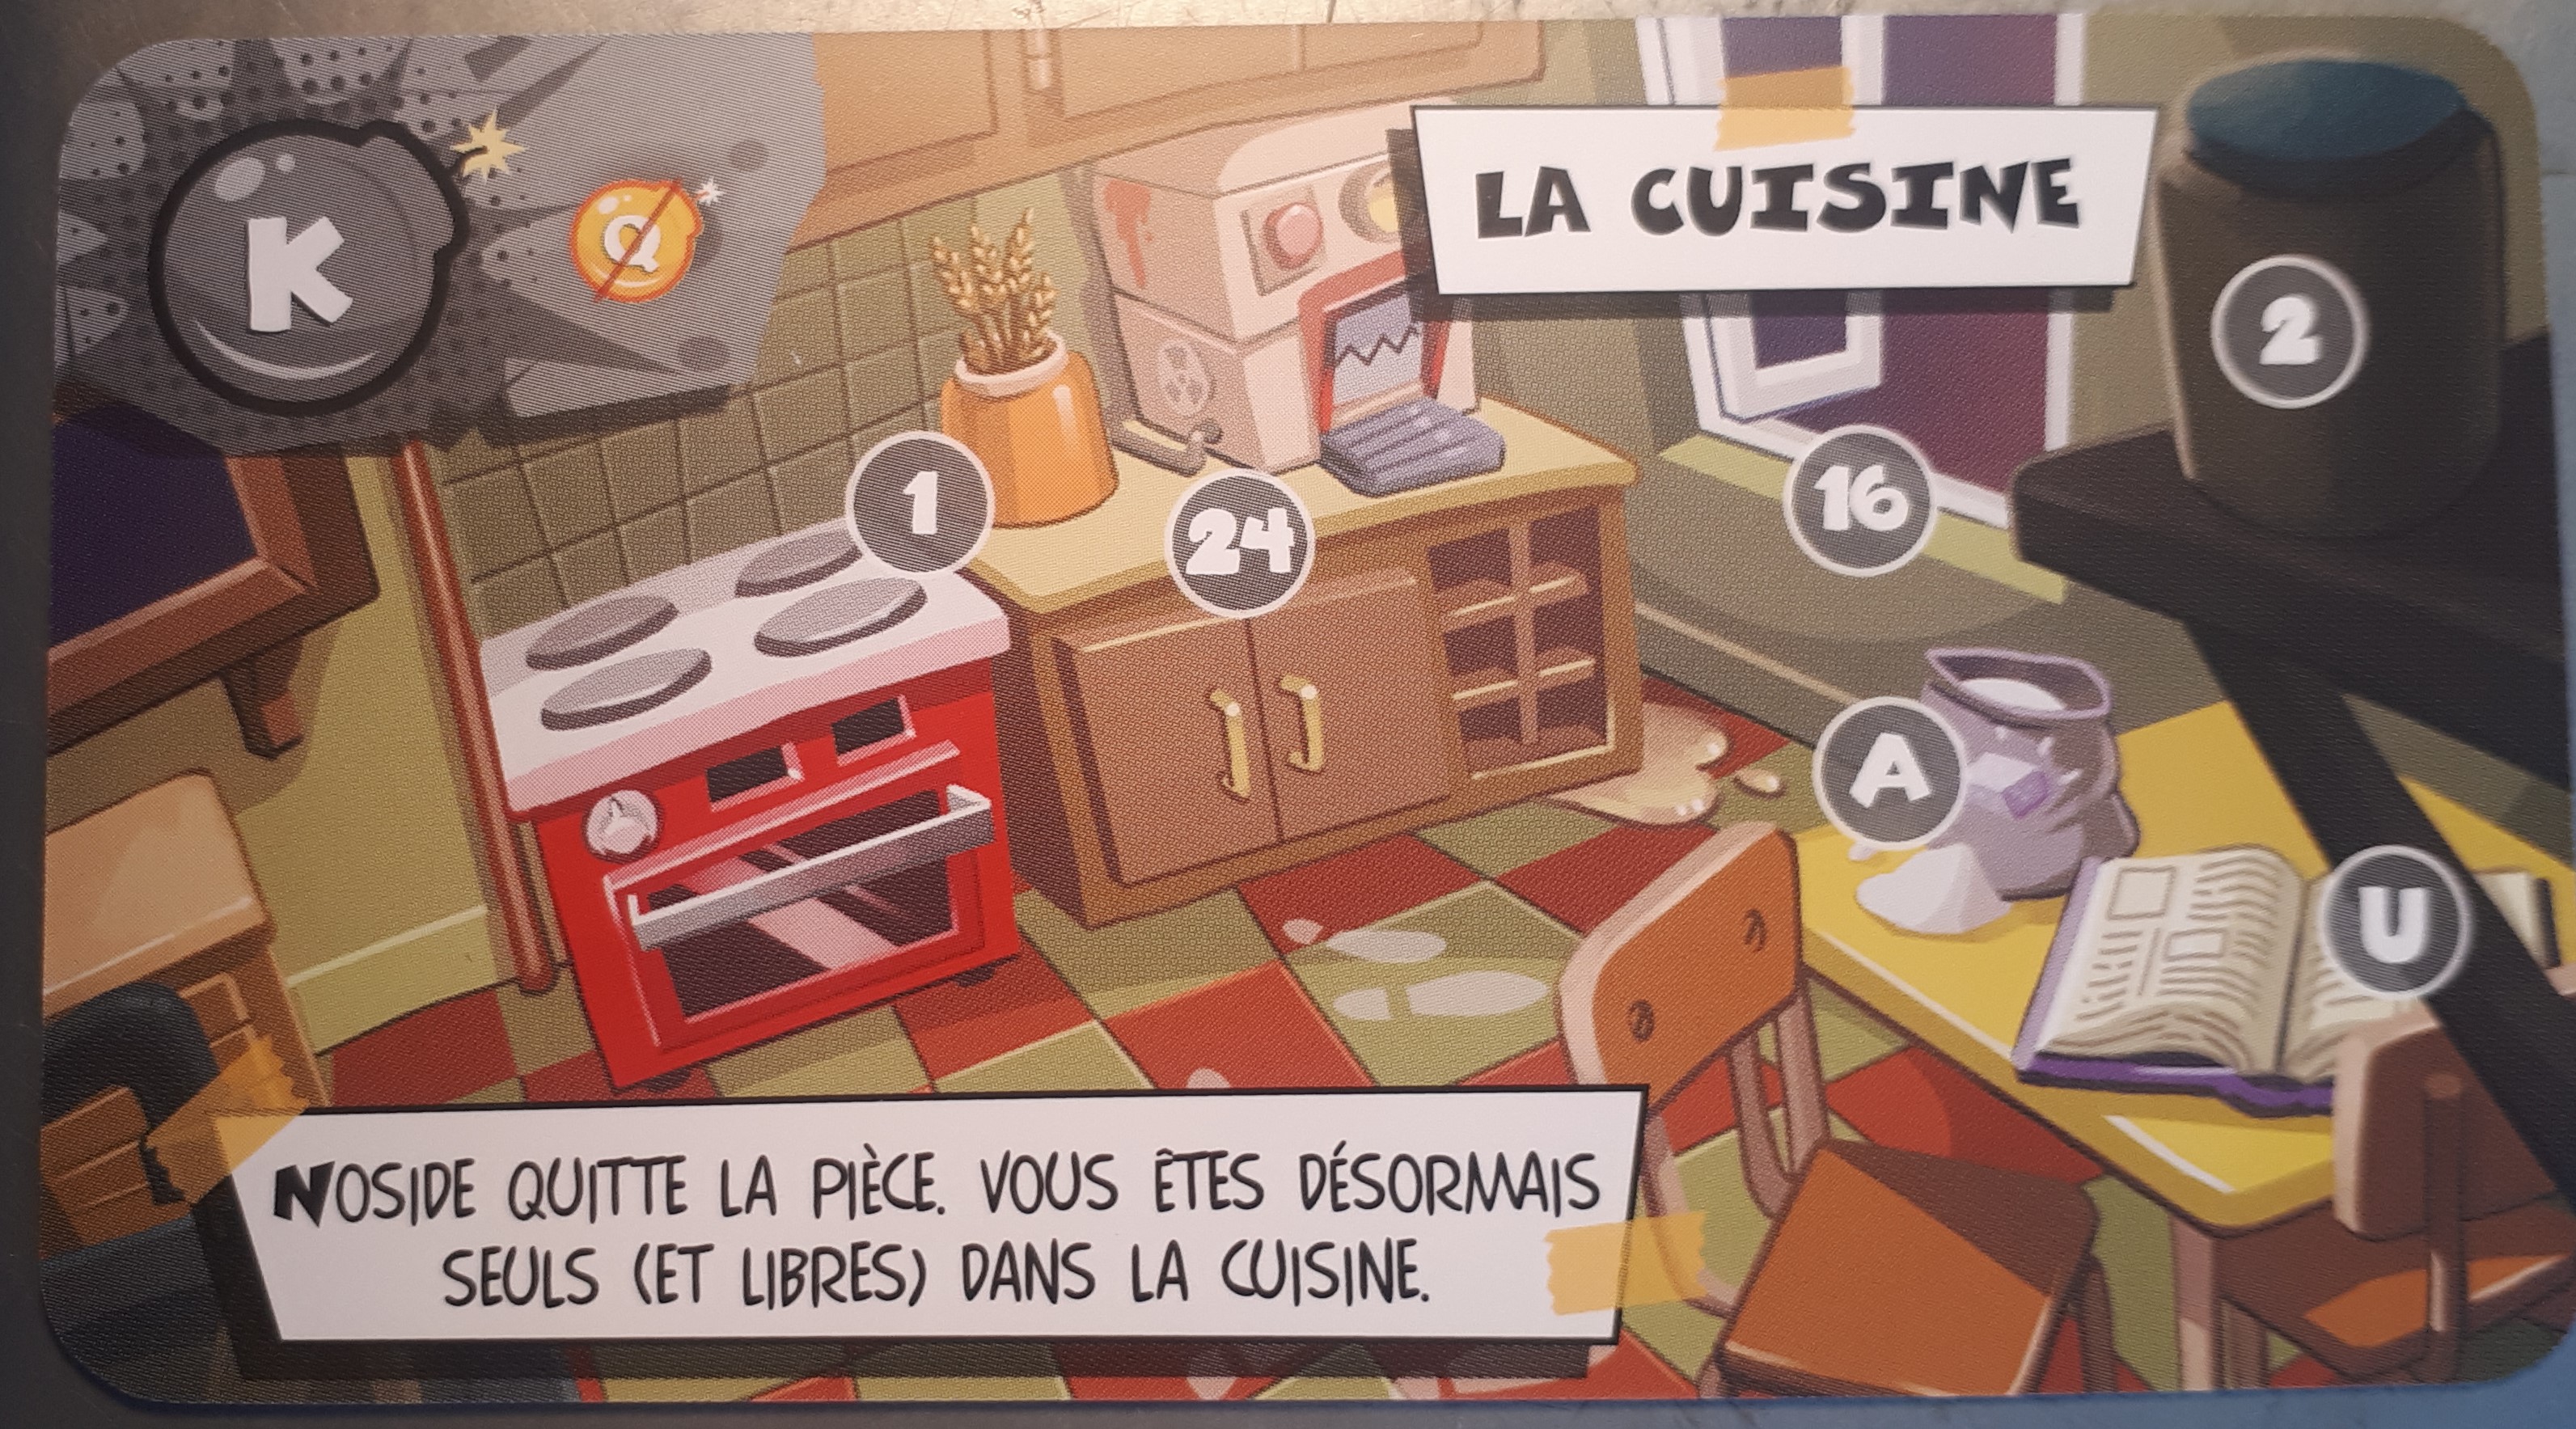 K
Q
LA CUISINE
2
1
24
16
A
U
NOSIDE QUITTE LA PIÈCE. VOUS ÊTES DÉSORMAIS
SEULS (ET LIBRES) DANS LA CUISINE.